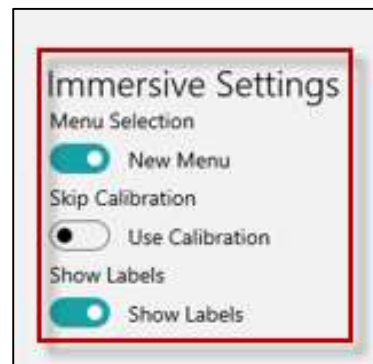 Immersive Settings
Menu Selection
New Menu
Skip Calibration
Use Calibration
Show Labels
Show Labels